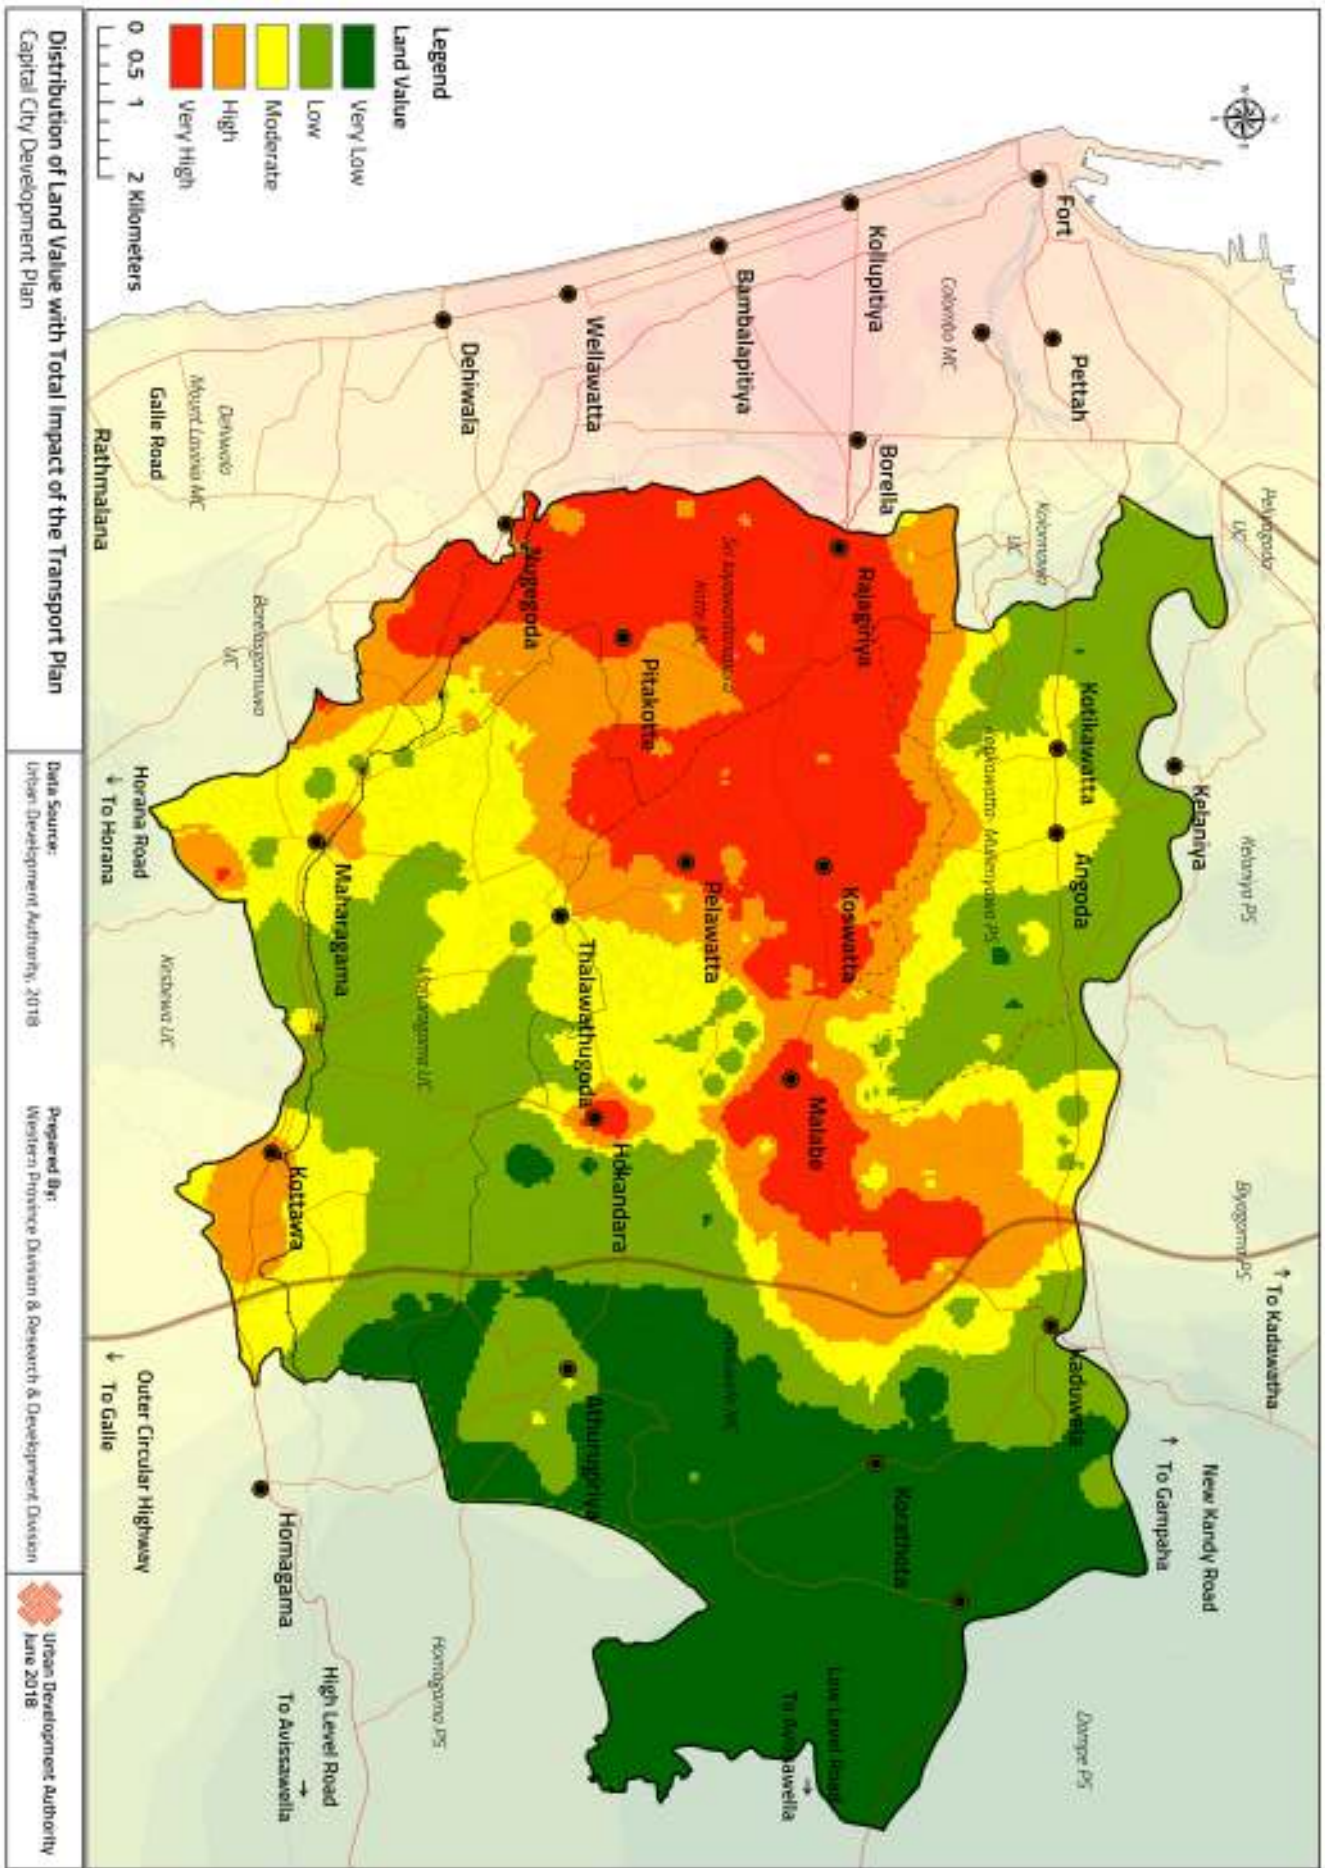 Fort
Pettah
Kollupitiya
Colombo MC
Bambalapitiya
Borella
Wellawatta
Dehiwala
Dehiwala
Mount Lavinia MC
Galle Road
Rathmalana
Peliyagoda
UC
Kolonnawa
UC
Kelaniya
Kelaniya PS
Kotikawatta
Angoda
Kotikawatta- Mulleriyawa PS
Rajagiriya
Nugegoda
Pitakotte
Koswatta
Pelawatta
Thalawathugoda
Boralasgamuwa
UC
Maharagama
Maharagama UC
Horana Road
↓ To Horana
Kesbewa UC
Malabe
Hokandara
Kottawa
Biyagama PS
↑ To Kadawatha
Kaduwela
New Kandy Road
↑ To Gampaha
Athurugiriya
Korathota
Outer Circular Highway
↓ To Galle
Homagama
Homagama PS
High Level Road
To Avissawella →
Low Level Road
To Avissawella →
Dompe PS
Legend
Land Value
Very Low
Low
Moderate
High
Very High
0 0.5 1 2 Kilometers
Distribution of Land Value with Total Impact of the Transport Plan
Capital City Development Plan
Data Source:
Urban Development Authority, 2018
Prepared By:
Western Province Division & Research & Development Division
Urban Development Authority
June 2018